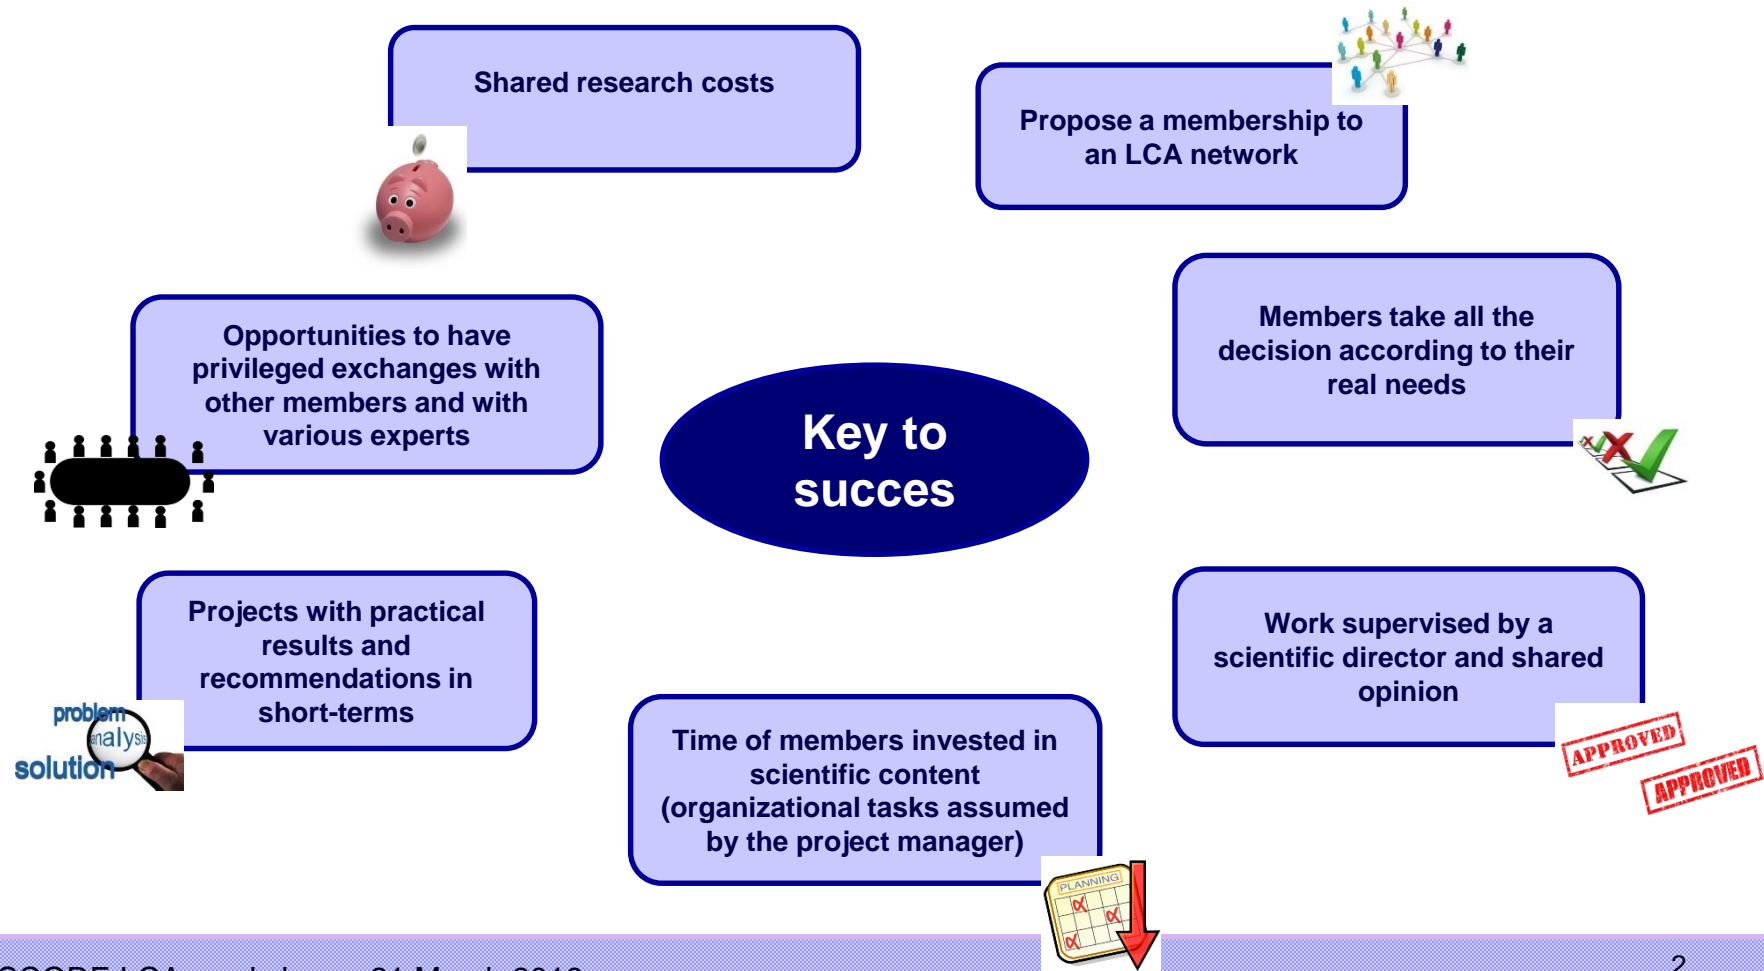 Shared research costs
Propose a membership to
an LCA network
Opportunities to have
privileged exchanges with
other members and with
various experts
Members take all the
decision according to their
real needs
Key to
succes
Projects with practical
results and
recommendations in
short-terms
problem
analysis
solution
Work supervised by a
scientific director and shared
opinion
APPROVED
APPROVED
Time of members invested in
scientific content
(organizational tasks assumed
by the project manager)
PLANNING
2